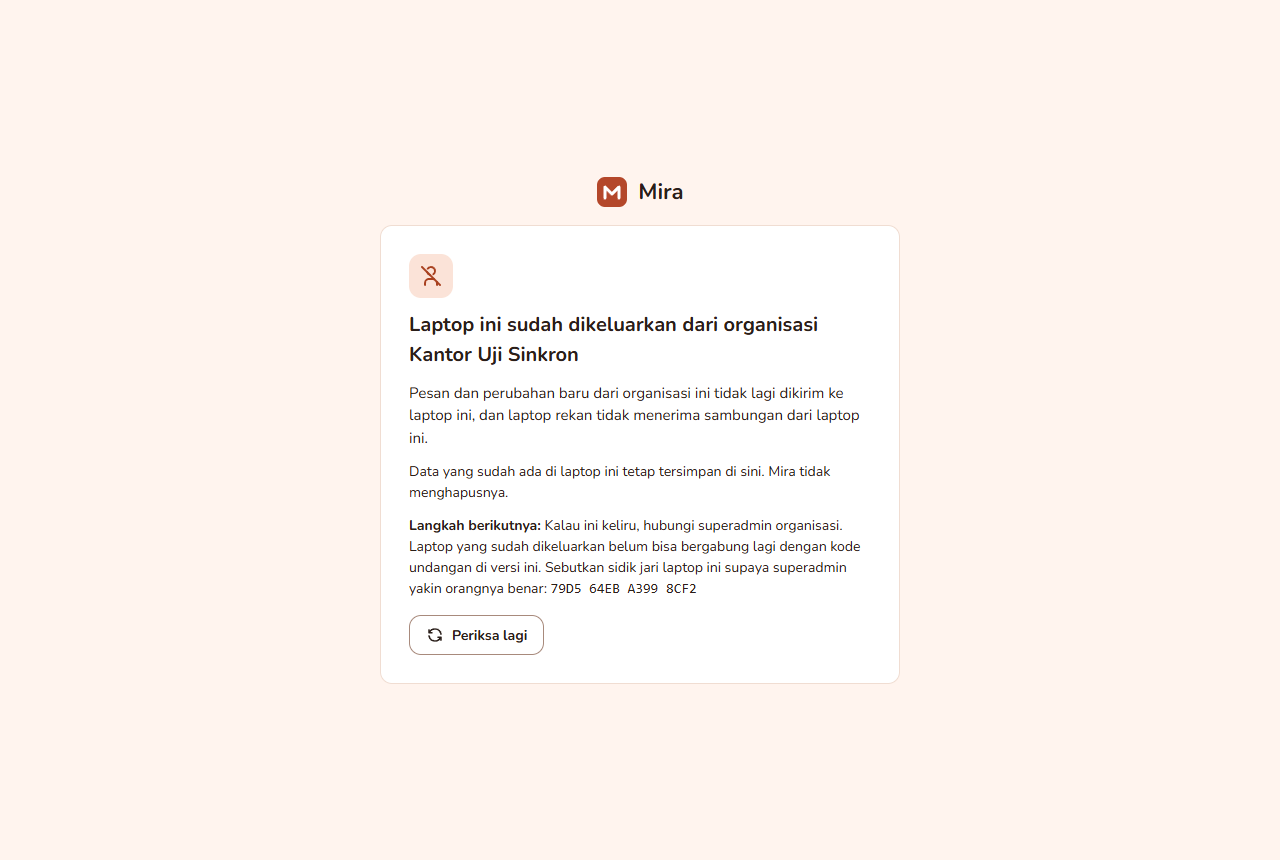 Mira
Laptop ini sudah dikeluarkan dari organisasi
Kantor Uji Sinkron
Pesan dan perubahan baru dari organisasi ini tidak lagi dikirim ke
laptop ini, dan laptop rekan tidak menerima sambungan dari laptop
ini.
Data yang sudah ada di laptop ini tetap tersimpan di sini. Mira tidak
menghapusnya.
Langkah berikutnya: Kalau ini keliru, hubungi superadmin organisasi.
Laptop yang sudah dikeluarkan belum bisa bergabung lagi dengan kode
undangan di versi ini. Sebutkan sidik jari laptop ini supaya superadmin
yakin orangnya benar: 79D5 64EB A399 8CF2
Periksa lagi